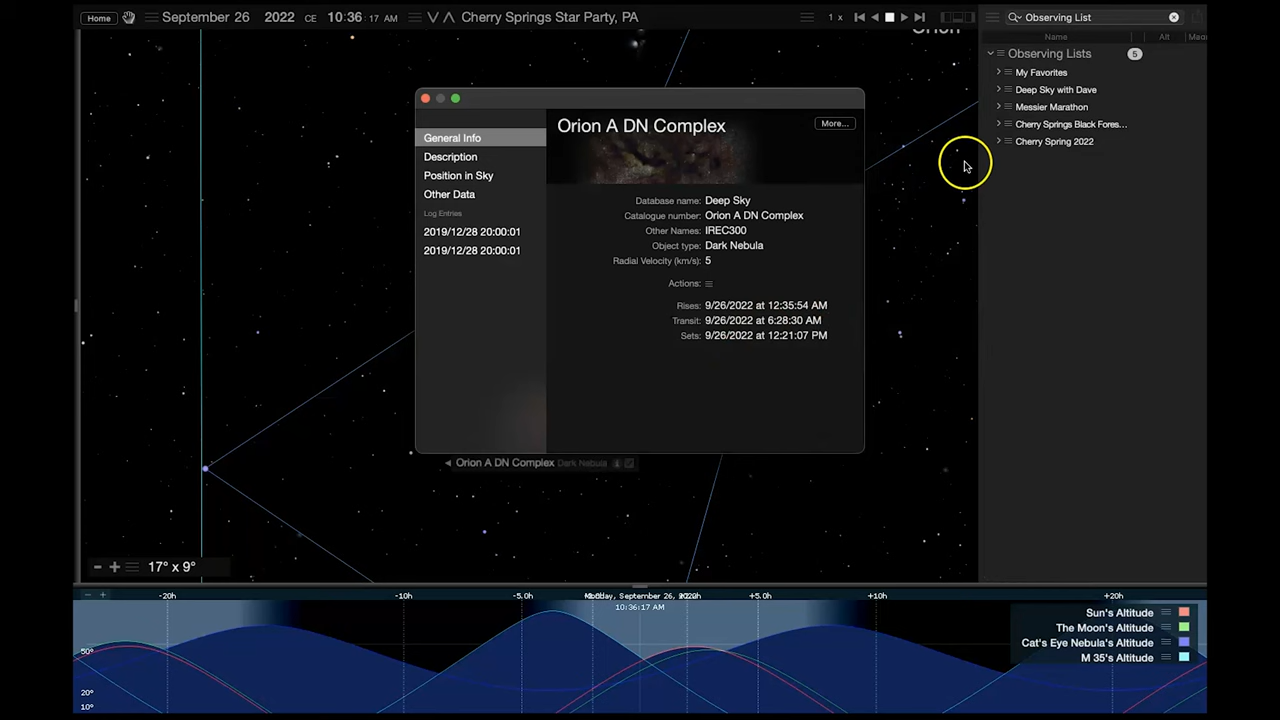 Home September 26 2022 CE 10:36 17 AM Cherry Springs Star Party, PA 1 x Observing List
Name Alt
Observing Lists 5
My Favorites
Deep Sky with Dave
Messier Marathon
Cherry Springs Black Fores...
Cherry Spring 2022
Orion A DN Complex More...
General Info
Description
Position in Sky
Other Data
Log Entries
2019/12/28 20:00:01
2019/12/28 20:00:01
Database name: Deep Sky
Catalogue number: Orion A DN Complex
Other Names: IREC300
Object type: Dark Nebula
Radial Velocity (km/s): 5
Actions:
Rises: 9/26/2022 at 12:35:54 AM
Transit: 9/26/2022 at 6:28:30 AM
Sets: 9/26/2022 at 12:21:07 PM
Orion A DN Complex Dark Nebula
17° x 9°
-20h -10h -5.0h September 26, +5.0h +10h +20h
10:36:17 AM
50°
20°
10°
Sun's Altitude
The Moon's Altitude
Cat's Eye Nebula's Altitude
M 35's Altitude